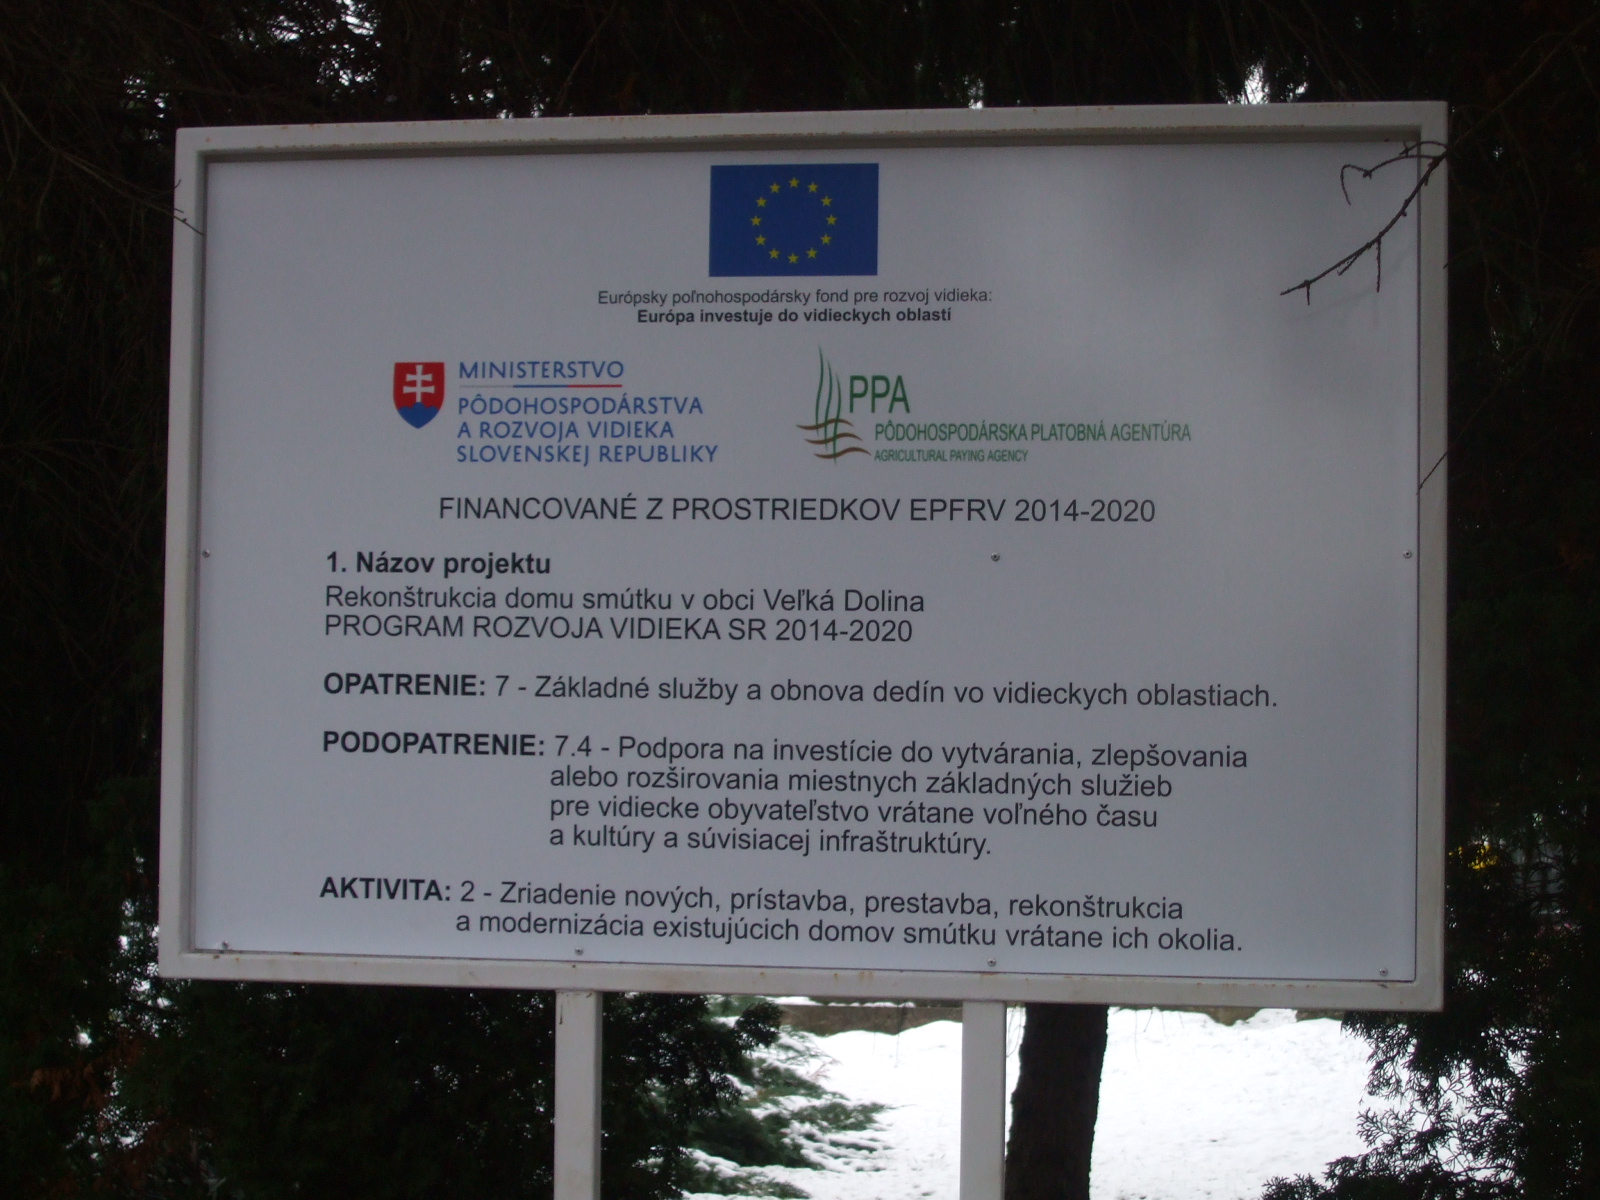 Európsky poľnohospodársky fond pre rozvoj vidieka:
Európa investuje do vidieckych oblastí
MINISTERSTVO
PÔDOHOSPODÁRSTVA
A ROZVOJA VIDIEKA
SLOVENSKEJ REPUBLIKY
PPA
PÔDOHOSPODÁRSKA PLATOBNÁ AGENTÚRA
AGRICULTURAL PAYING AGENCY
FINANCOVANÉ Z PROSTRIEDKOV EPFRV 2014-2020
1. Názov projektu
Rekonštrukcia domu smútku v obci Veľká Dolina
PROGRAM ROZVOJA VIDIEKA SR 2014-2020
OPATRENIE: 7 - Základné služby a obnova dedín vo vidieckych oblastiach.
PODOPATRENIE: 7.4 - Podpora na investície do vytvárania, zlepšovania
alebo rozširovania miestnych základných služieb
pre vidiecke obyvateľstvo vrátane voľného času
a kultúry a súvisiacej infraštruktúry.
AKTIVITA: 2 - Zriadenie nových, prístavba, prestavba, rekonštrukcia
a modernizácia existujúcich domov smútku vrátane ich okolia.